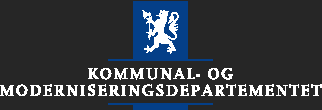 KOMMUNAL- OG
MODERNISERINGSDEPARTEMENTET